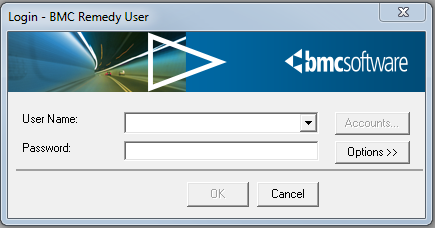 Login - BMC Remedy User
bmcsoftware
User Name:
Accounts...
Password:
Options >>
OK
Cancel